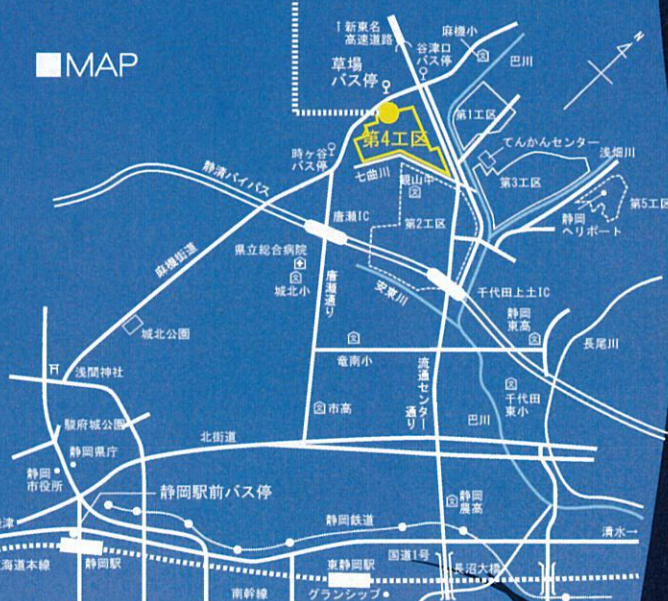 MAP
↑新東名
高速道路
谷津口
バス停
麻機小
巴川
N
草場
バス停
第1工区
第4工区
てんかんセンター
浅畑川
時ヶ谷
バス停
七曲川
観山中
第3工区
第5工区
静岡
ヘリポート
静清バイパス
唐瀬IC
第2工区
県立総合病院
城北小
麻機街道
唐瀬通り
安東川
千代田上土IC
静岡
東高
長尾川
城北公園
竜南小
浅間神社
流通センター
通り
千代田
東小
市高
巴川
駿府城公園
北街道
静岡県庁
静岡
市役所
静岡駅前バス停
静岡
農高
静岡鉄道
清水→
海道本線
静岡駅
東静岡駅
国道1号
長沼大橋
南幹線
グランシップ